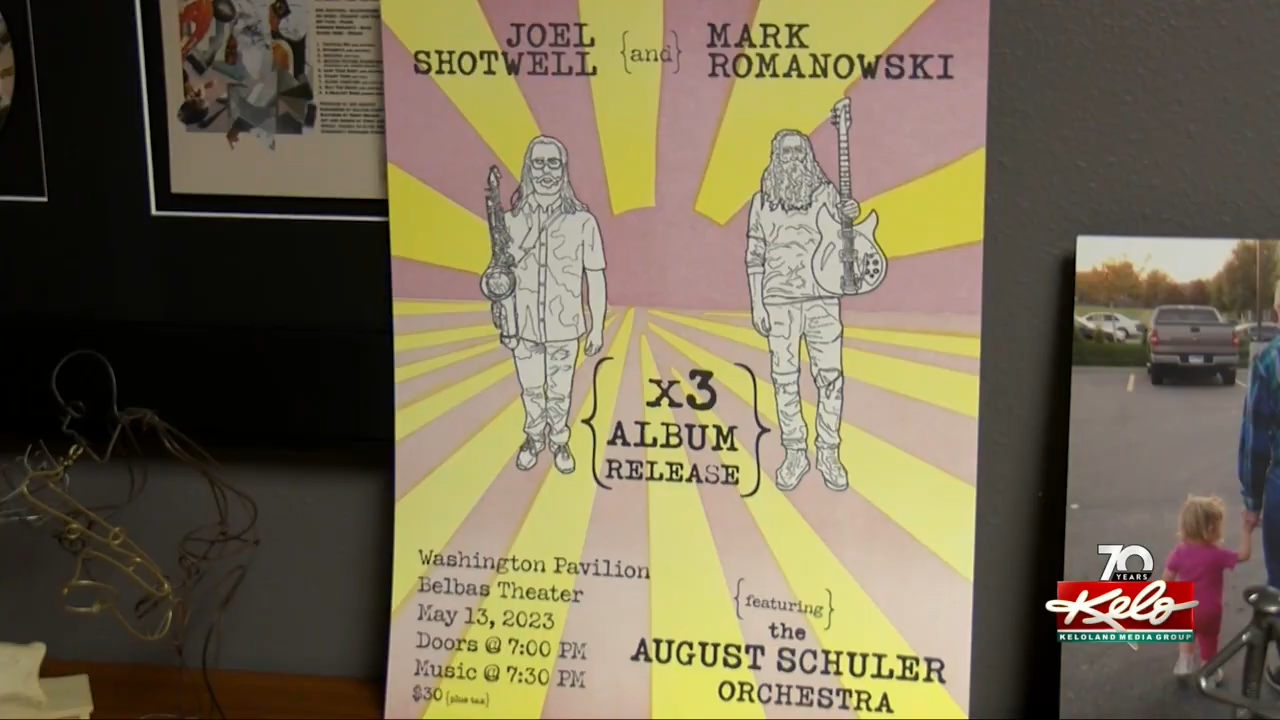 JOEL
SHOTWELL
{and}
MARK
ROMANOWSKI
{x3
ALBUM
RELEASE}
Washington Pavilion
Belbas Theater
May 13, 2023
Doors @ 7:00 PM
Music @ 7:30 PM
$30 {plus tax}
{featuring}
the
AUGUST SCHULER
ORCHESTRA
70
YEARS
Kelo
KELOLAND MEDIA GROUP